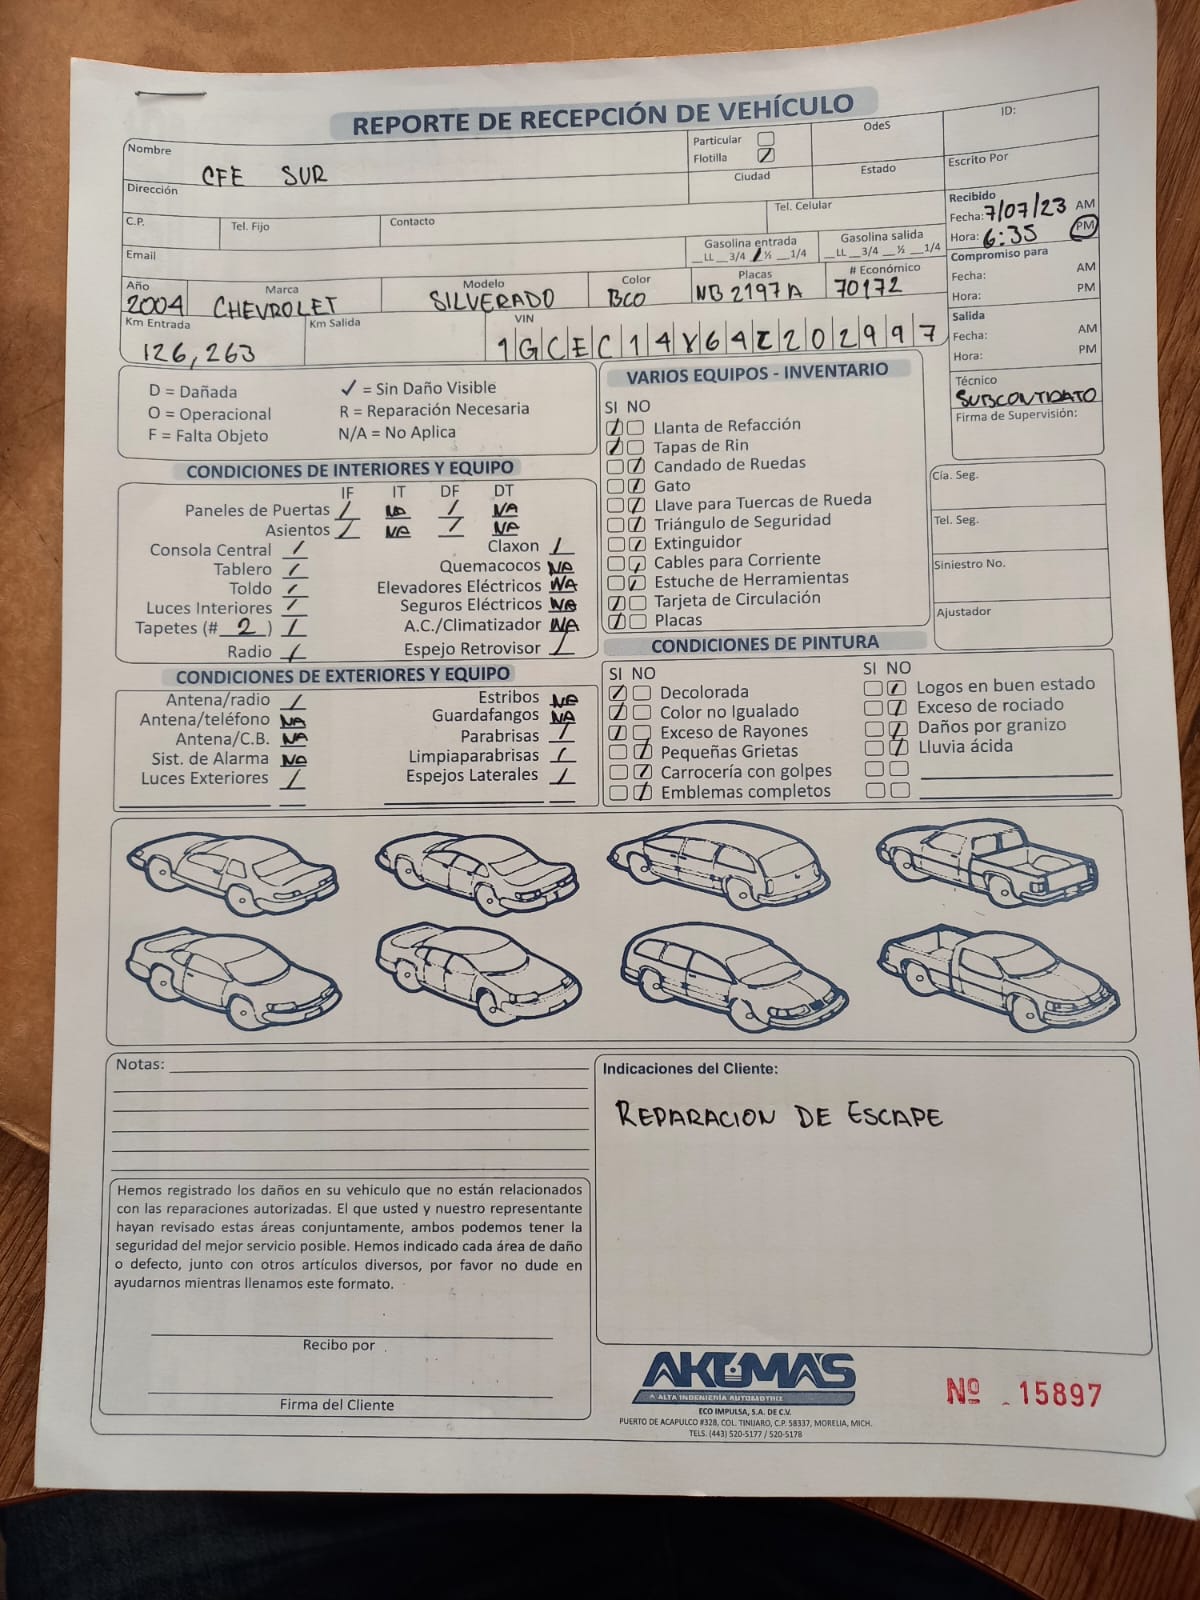 REPORTE DE RECEPCIÓN DE VEHÍCULO
Nombre CFE SUR
Particular
Flotilla /
OdeS
ID:
Dirección
Ciudad
Estado
Escrito Por
C.P.
Tel. Fijo
Contacto
Tel. Celular
Recibido
Fecha: 7/07/23 AM
Hora: 6:35 PM
Email
Gasolina entrada
__LL __3/4 /½ __1/4
Gasolina salida
__LL __3/4 __½ __1/4
Compromiso para
Fecha: AM
Hora: PM
Año 2004
Marca CHEVROLET
Modelo SILVERADO
Color BCO
Placas NB 2197A
# Económico 70172
Km Entrada 126,263
Km Salida
VIN
Salida
Fecha: AM
Hora: PM
Técnico
SUBCONTRATO
Firma de Supervisión:
D = Dañada ✓ = Sin Daño Visible
O = Operacional R = Reparación Necesaria
F = Falta Objeto N/A = No Aplica
CONDICIONES DE INTERIORES Y EQUIPO
IF IT DF DT
Paneles de Puertas / NA / NA
Asientos / NA / NA
Consola Central / Claxon /
Tablero / Quemacocos NA
Toldo / Elevadores Eléctricos NA
Luces Interiores / Seguros Eléctricos NA
Tapetes (# 2 ) / A.C./Climatizador NA
Radio / Espejo Retrovisor /
CONDICIONES DE EXTERIORES Y EQUIPO
Antena/radio / Estribos NA
Antena/teléfono NA Guardafangos NA
Antena/C.B. NA Parabrisas /
Sist. de Alarma NA Limpiaparabrisas /
Luces Exteriores / Espejos Laterales /
VARIOS EQUIPOS - INVENTARIO
SI NO
Llanta de Refacción
Tapas de Rin
Candado de Ruedas
Gato
Llave para Tuercas de Rueda
Triángulo de Seguridad
Extinguidor
Cables para Corriente
Estuche de Herramientas
Tarjeta de Circulación
Placas
Cía. Seg.
Tel. Seg.
Siniestro No.
Ajustador
CONDICIONES DE PINTURA
SI NO SI NO
Decolorada Logos en buen estado
Color no Igualado Exceso de rociado
Exceso de Rayones Daños por granizo
Pequeñas Grietas Lluvia ácida
Carrocería con golpes
Emblemas completos
Notas:
Indicaciones del Cliente:
REPARACION DE ESCAPE
Hemos registrado los daños en su vehiculo que no están relacionados
con las reparaciones autorizadas. El que usted y nuestro representante
hayan revisado estas áreas conjuntamente, ambos podemos tener la
seguridad del mejor servicio posible. Hemos indicado cada área de daño
o defecto, junto con otros artículos diversos, por favor no dude en
ayudarnos mientras llenamos este formato.
Recibo por
Firma del Cliente
AKUMA'S
ALTA INGENIERÍA AUTOMOTRIZ
ECO IMPULSA, S.A. DE C.V.
PUERTO DE ACAPULCO #328, COL. TINIJARO, C.P. 58337, MORELIA, MICH.
TELS. (443) 520-5177 / 520-5178
Nº 15897